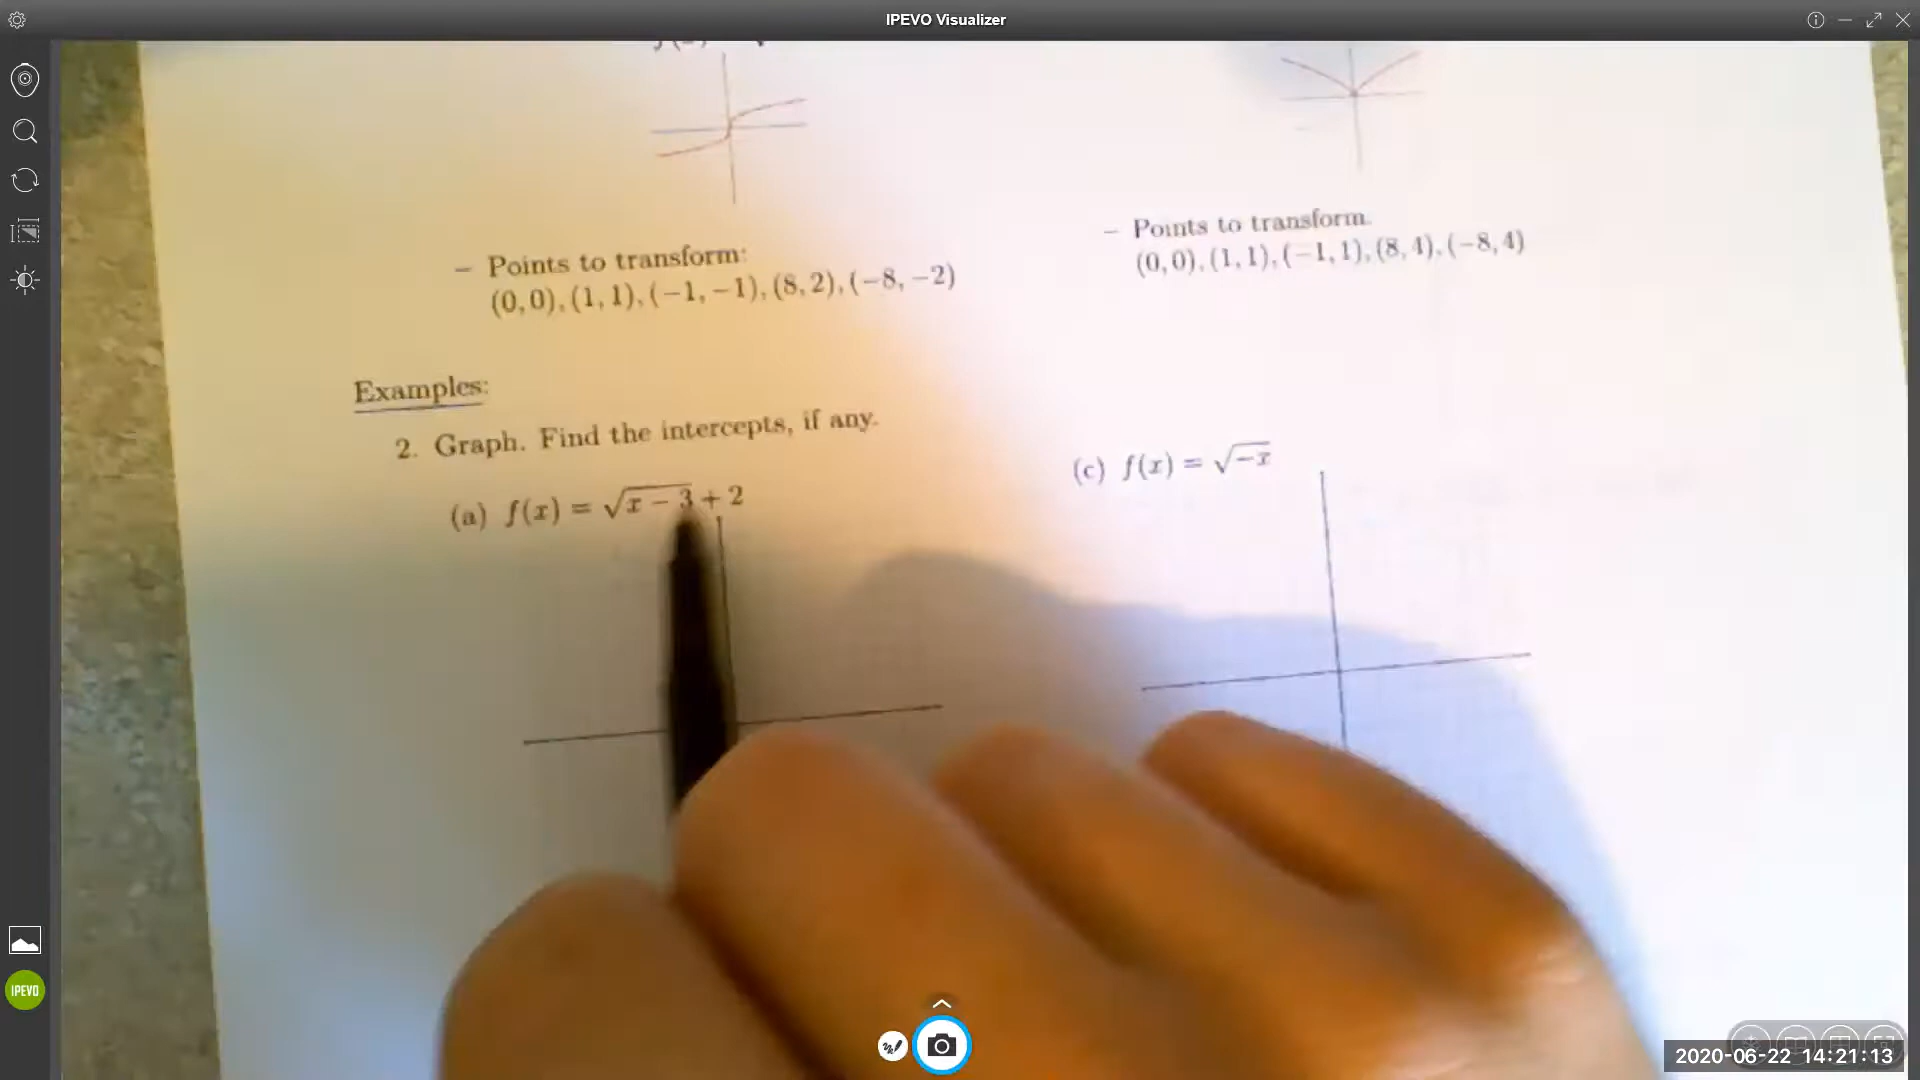 IPEVO Visualizer
– Points to transform:
(0, 0), (1, 1), (−1, −1), (8, 2), (−8, −2)
– Points to transform.
(0, 0), (1, 1), (−1, 1), (8, 4), (−8, 4)
Examples:
2. Graph. Find the intercepts, if any.
(a) f(x) = √x − 3 + 2
(c) f(x) = √−x
IPEVO
2020-06-22 14:21:13